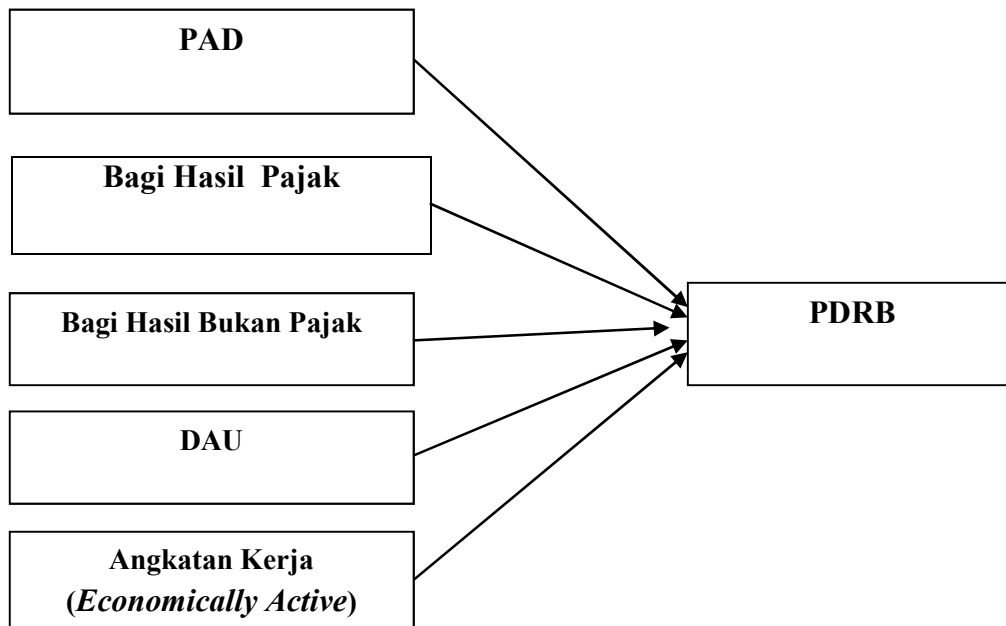 PAD
Bagi Hasil Pajak
Bagi Hasil Bukan Pajak
PDRB
DAU
Angkatan Kerja
(Economically Active)